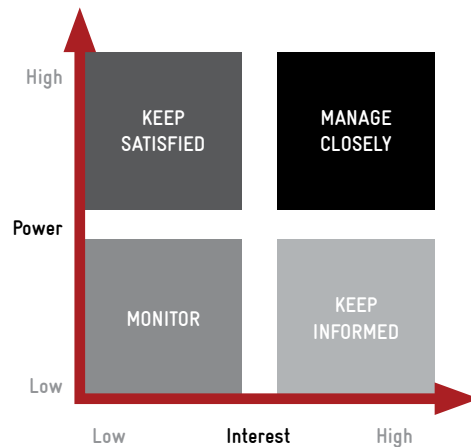 High
KEEP
SATISFIED
MANAGE
CLOSELY
Power
MONITOR
KEEP
INFORMED
Low
Low
Interest
High